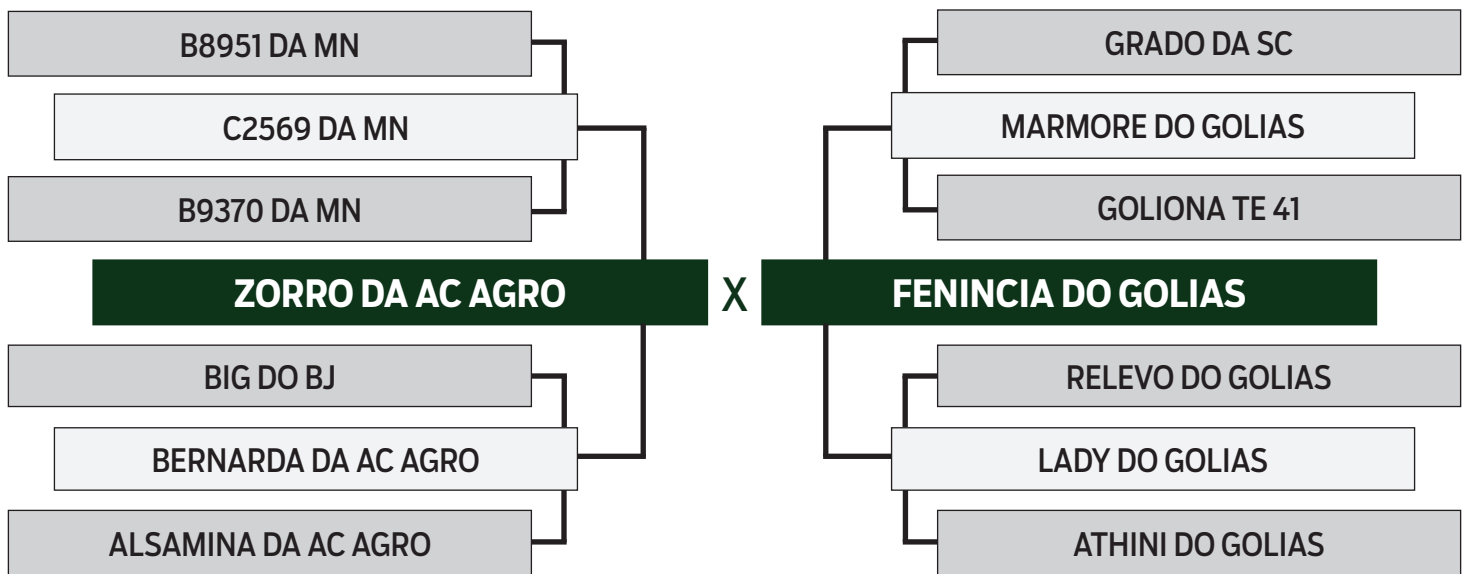 B8951 DA MN
C2569 DA MN
B9370 DA MN
ZORRO DA AC AGRO
BIG DO BJ
BERNARDA DA AC AGRO
ALSAMINA DA AC AGRO
X
GRADO DA SC
MARMORE DO GOLIAS
GOLIONA TE 41
FENINCIA DO GOLIAS
RELEVO DO GOLIAS
LADY DO GOLIAS
ATHINI DO GOLIAS